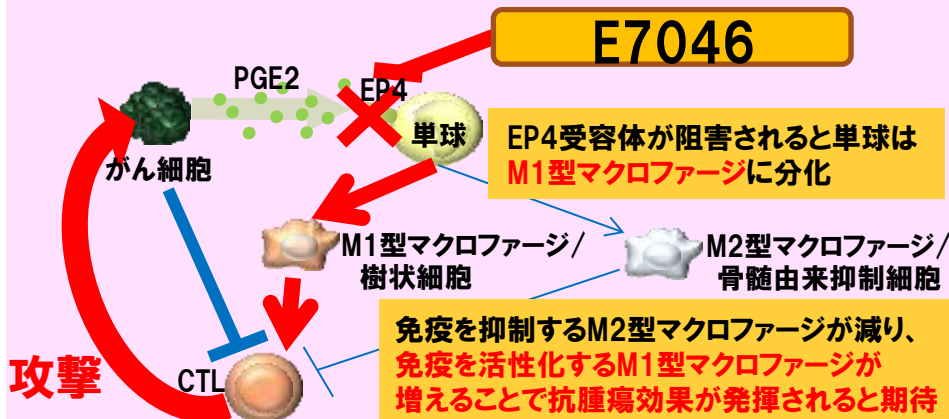 E7046
PGE2
EP4
単球
がん細胞
EP4受容体が阻害されると単球は
M1型マクロファージに分化
M1型マクロファージ/
樹状細胞
M2型マクロファージ/
骨髄由来抑制細胞
免疫を抑制するM2型マクロファージが減り、
免疫を活性化するM1型マクロファージが
増えることで抗腫瘍効果が発揮されると期待
攻撃
CTL